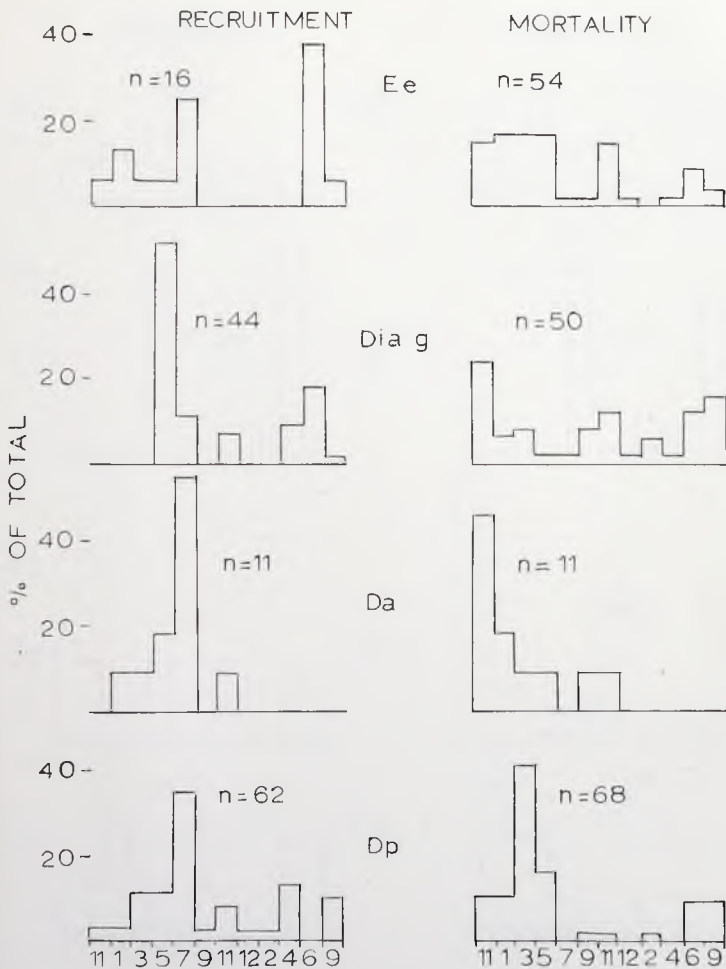 RECRUITMENT MORTALITY
40-
n=16 Ee n=54
20-
40-
n=44 Diag n=50
20-
% OF TOTAL
40-
n=11 Da n=11
20-
40-
n=62 Dp n=68
20-
11 1 3 5 7 9 11 12 2 4 6 9 11 1 3 5 7 9 11 12 2 4 6 9